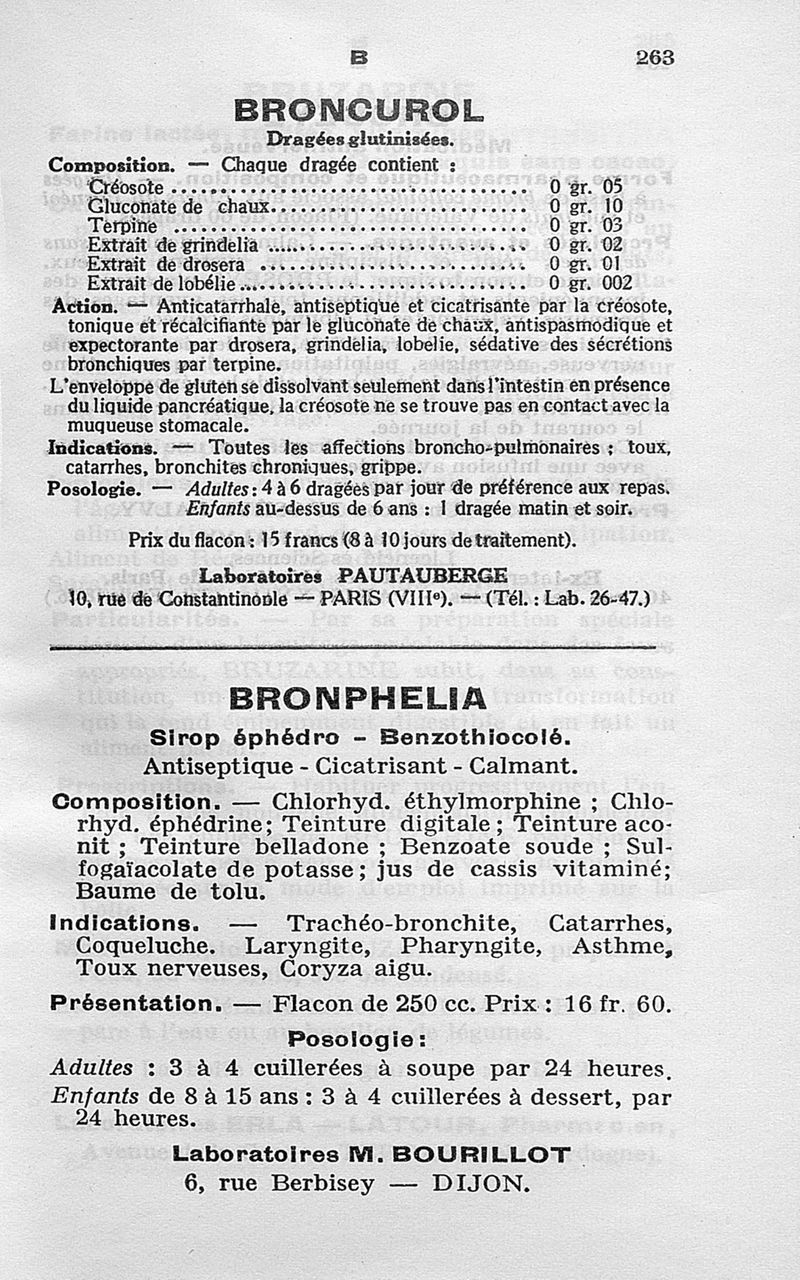 B 263
BRONCUROL
Dragées glutinisées.
Composition. — Chaque dragée contient :
Créosote ........ 0 gr. 05
Gluconate de chaux ........ 0 gr. 10
Terpine ........ 0 gr. 03
Extrait de grindelia ........ 0 gr. 02
Extrait de drosera ........ 0 gr. 01
Extrait de lobélie ........ 0 gr. 002
Action. — Anticatarrhale, antiseptique et cicatrisante par la créosote,
tonique et récalcifiante par le gluconate de chaux, antispasmodique et
expectorante par drosera, grindelia, lobelie, sédative des sécrétions
bronchiques par terpine.
L'enveloppe de gluten se dissolvant seulement dans l'intestin en présence
du liquide pancréatique, la créosote ne se trouve pas en contact avec la
muqueuse stomacale.
Indications. — Toutes les affections broncho-pulmonaires ; toux,
catarrhes, bronchites chroniques, grippe.
Posologie. — Adultes : 4 à 6 dragées par jour de préférence aux repas.
Enfants au-dessus de 6 ans : 1 dragée matin et soir.
Prix du flacon : 15 francs (8 à 10 jours de traitement).
Laboratoires PAUTAUBERGE
10, rue de Constantinople — PARIS (VIIIe). — (Tél. : Lab. 26-47.)
BRONPHELIA
Sirop éphédro - Benzothiocolé.
Antiseptique - Cicatrisant - Calmant.
Composition. — Chlorhyd. éthylmorphine ; Chlo-
rhyd. éphédrine; Teinture digitale; Teinture aco-
nit ; Teinture belladone ; Benzoate soude ; Sul-
fogaïacolate de potasse; jus de cassis vitaminé;
Baume de tolu.
Indications. — Trachéo-bronchite, Catarrhes,
Coqueluche. Laryngite, Pharyngite, Asthme,
Toux nerveuses, Coryza aigu.
Présentation. — Flacon de 250 cc. Prix : 16 fr. 60.
Posologie :
Adultes : 3 à 4 cuillerées à soupe par 24 heures.
Enfants de 8 à 15 ans : 3 à 4 cuillerées à dessert, par
24 heures.
Laboratoires M. BOURILLOT
6, rue Berbisey — DIJON.